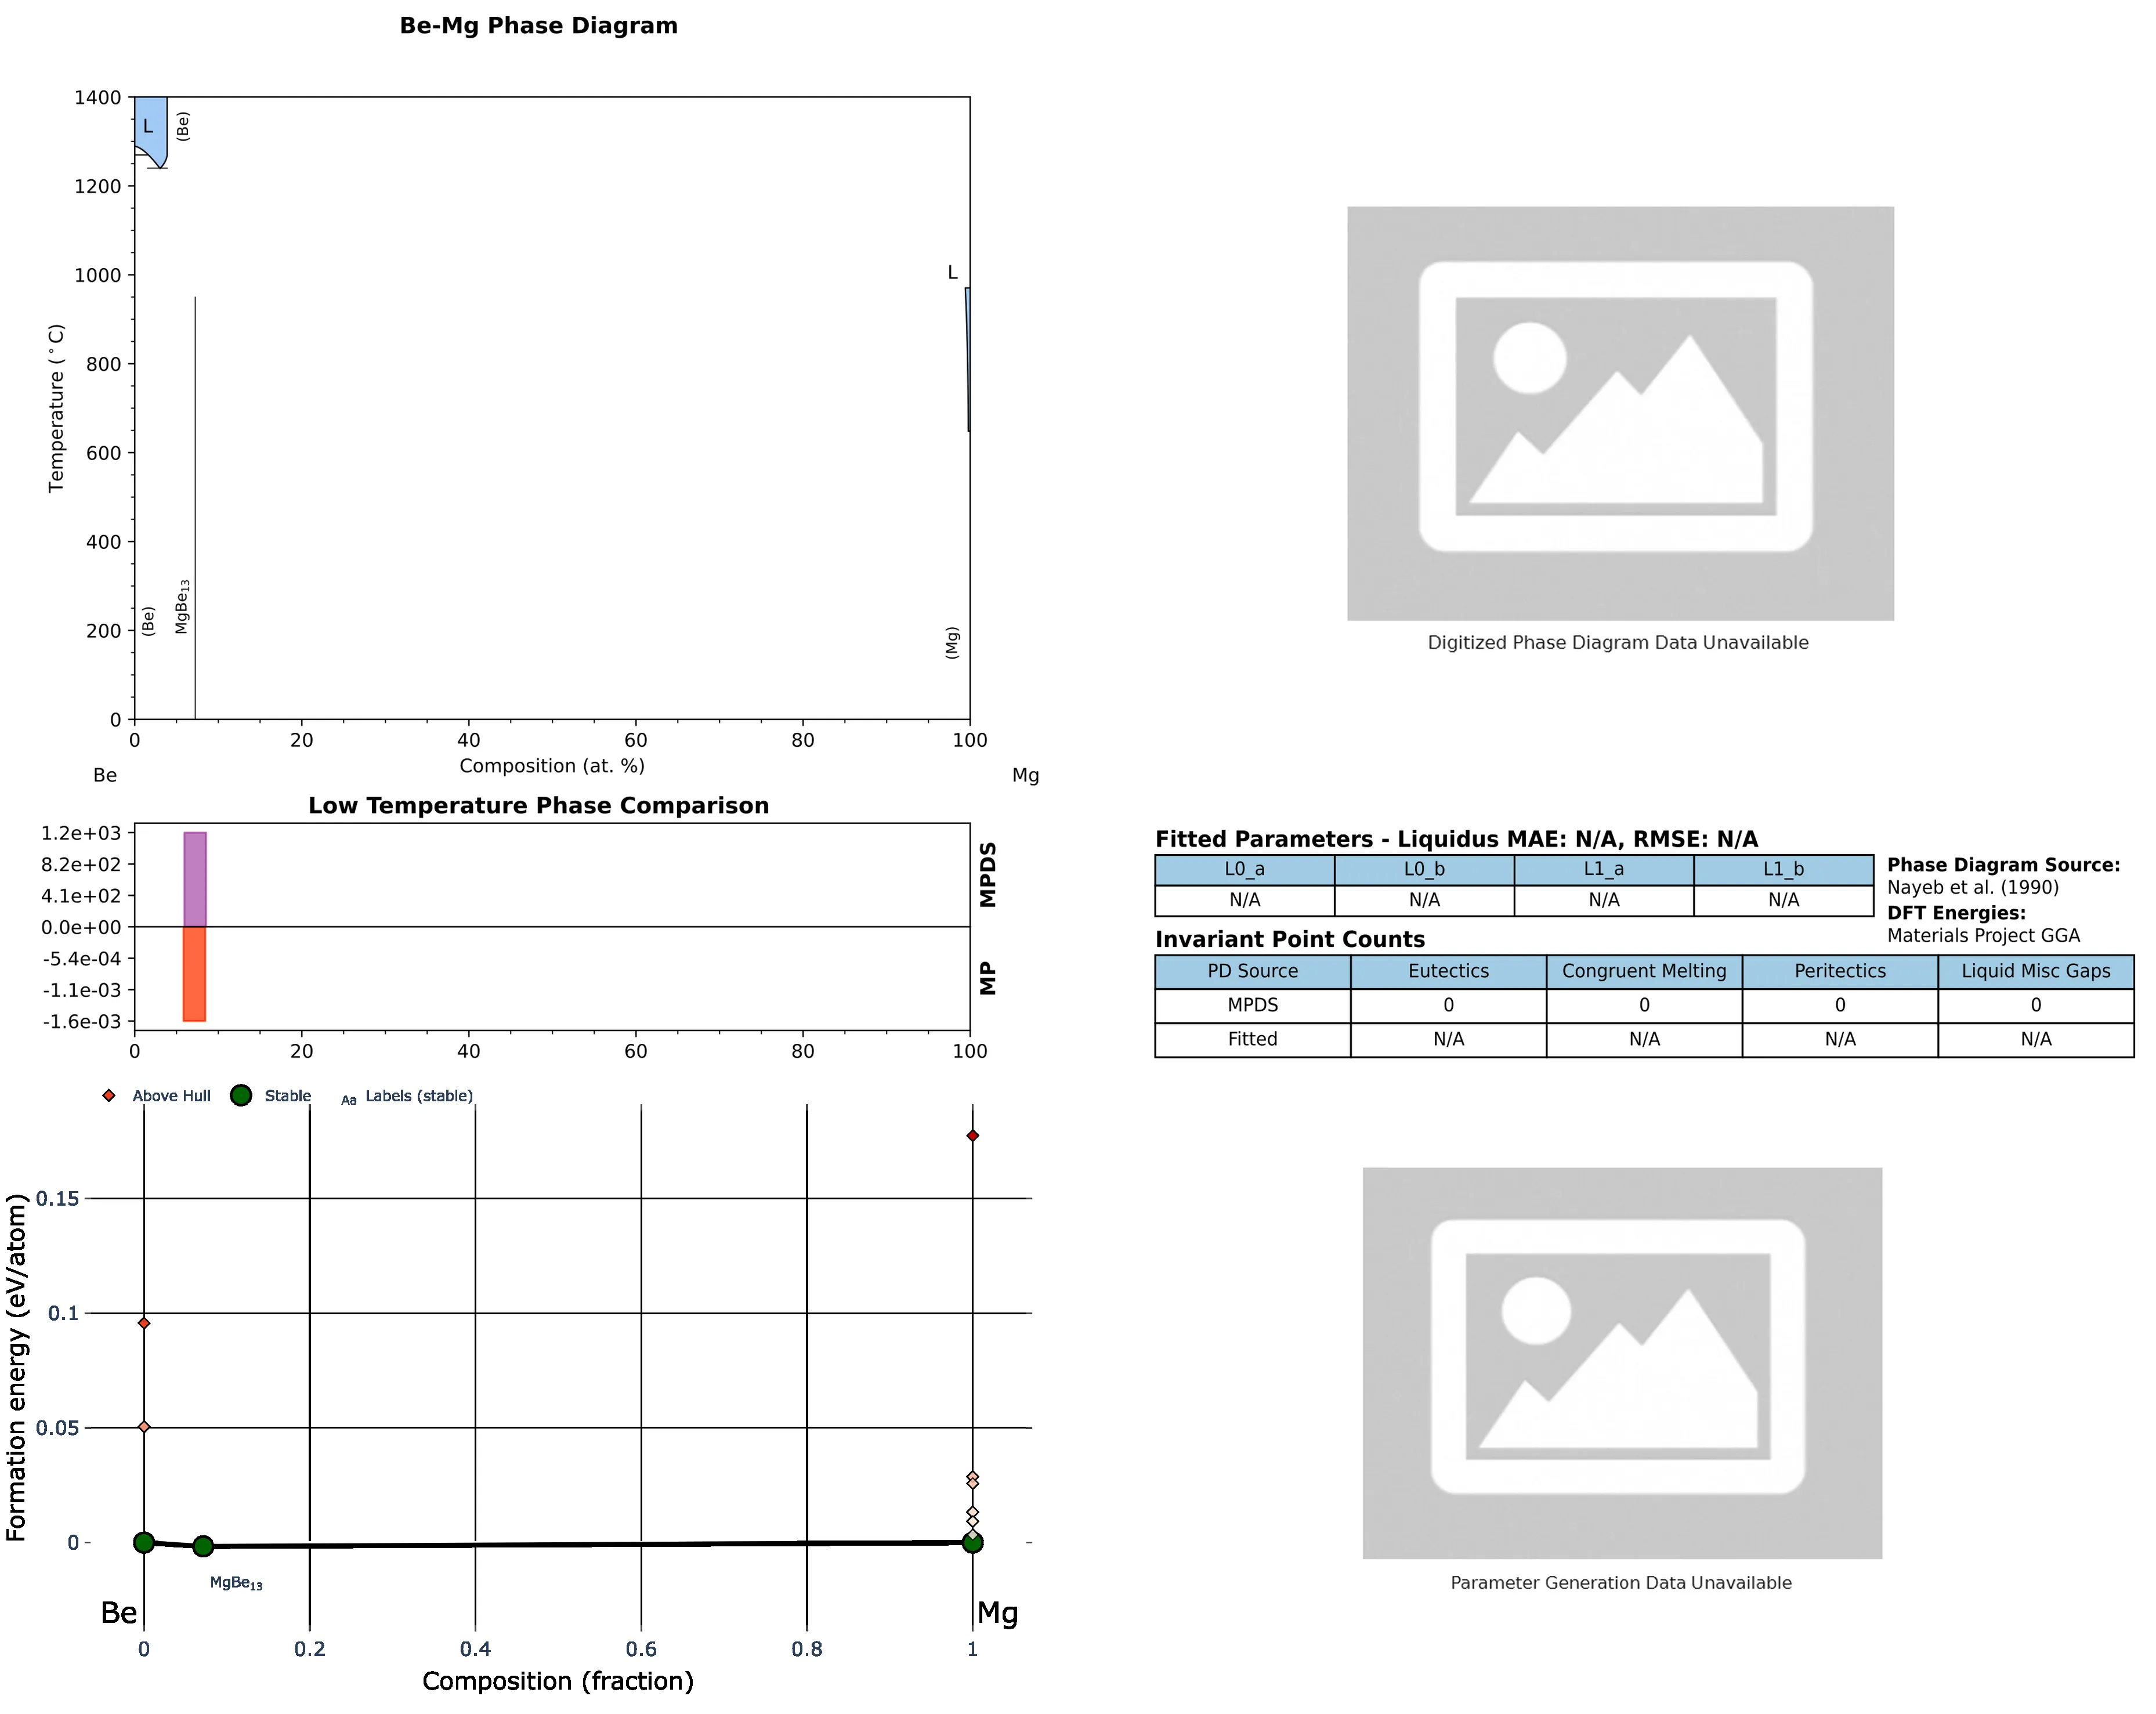 Be-Mg Phase Diagram
1400
1200
1000
800
600
400
200
0
Temperature (°C)
L
(Be)
(Be)
MgBe13
L
(Mg)
0 20 40 60 80 100
Composition (at. %)
Be Mg
Digitized Phase Diagram Data Unavailable
Low Temperature Phase Comparison
1.2e+03
8.2e+02
4.1e+02
0.0e+00
-5.4e-04
-1.1e-03
-1.6e-03
MPDS
MP
0 20 40 60 80 100
Fitted Parameters - Liquidus MAE: N/A, RMSE: N/A
L0_a L0_b L1_a L1_b
N/A N/A N/A N/A
Phase Diagram Source:
Nayeb et al. (1990)
DFT Energies:
Materials Project GGA
Invariant Point Counts
PD Source Eutectics Congruent Melting Peritectics Liquid Misc Gaps
MPDS 0 0 0 0
Fitted N/A N/A N/A N/A
Above Hull Stable Aa Labels (stable)
0.15
0.1
0.05
0
Formation energy (eV/atom)
MgBe13
Be Mg
0 0.2 0.4 0.6 0.8 1
Composition (fraction)
Parameter Generation Data Unavailable